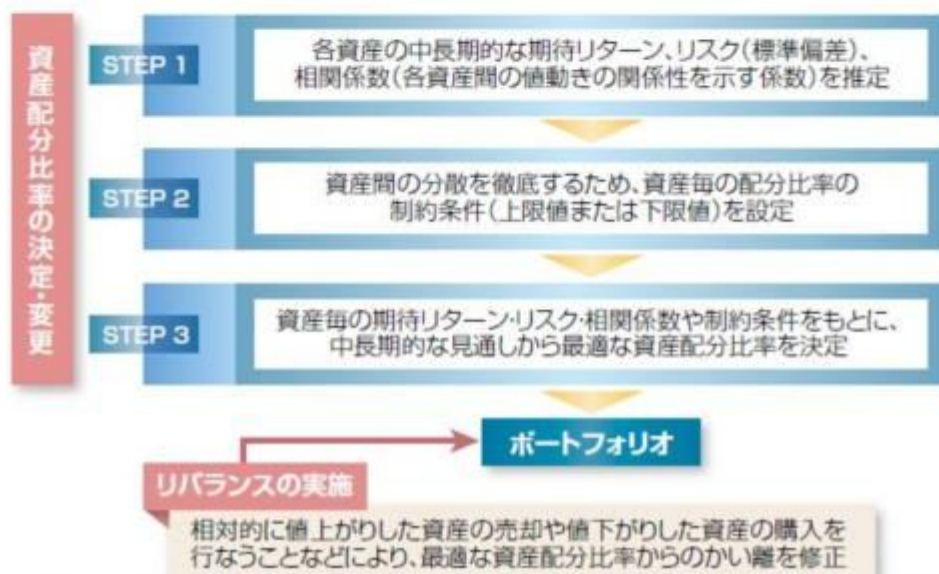 資産配分比率の決定・変更
STEP 1
各資産の中長期的な期待リターン、リスク(標準偏差)、
相関係数(各資産間の値動きの関係性を示す係数)を推定
STEP 2
資産間の分散を徹底するため、資産毎の配分比率の
制約条件(上限値または下限値)を設定
STEP 3
資産毎の期待リターン・リスク・相関係数や制約条件をもとに、
中長期的な見通しから最適な資産配分比率を決定
ポートフォリオ
リバランスの実施
相対的に値上がりした資産の売却や値下がりした資産の購入を
行なうことなどにより、最適な資産配分比率からのかい離を修正